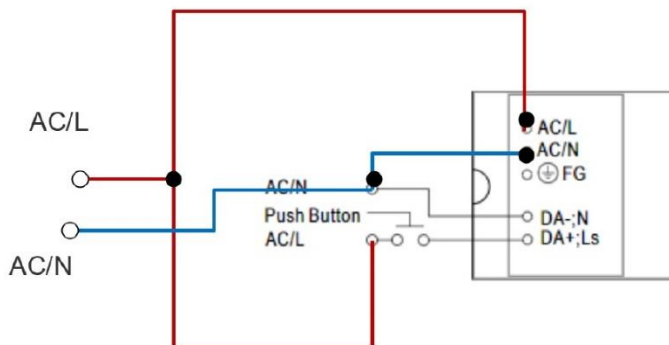 AC/L
AC/N
AC/L
AC/N
FG
AC/N
Push Button
AC/L
DA-;N
DA+;Ls